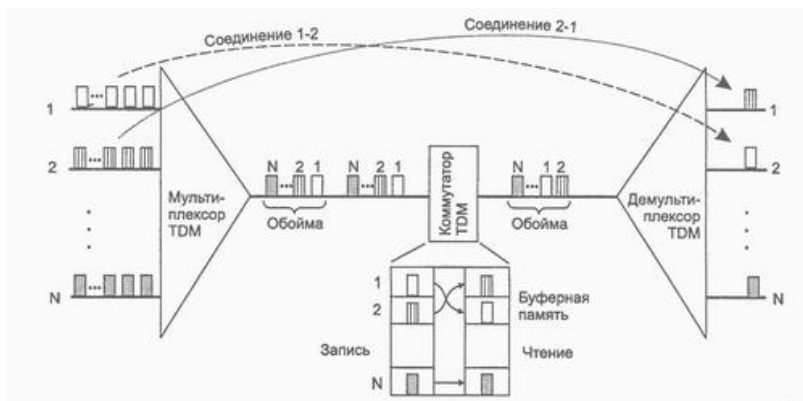 Соединение 1-2
Соединение 2-1
1
2
N
Мульти-
плексор
TDM
N ... 2 1
N ... 2 1
Обойма
Коммутатор
TDM
N ... 1 2
Обойма
Демульти-
плексор
TDM
1
2
N
1
2
N
Запись
Буферная
память
Чтение